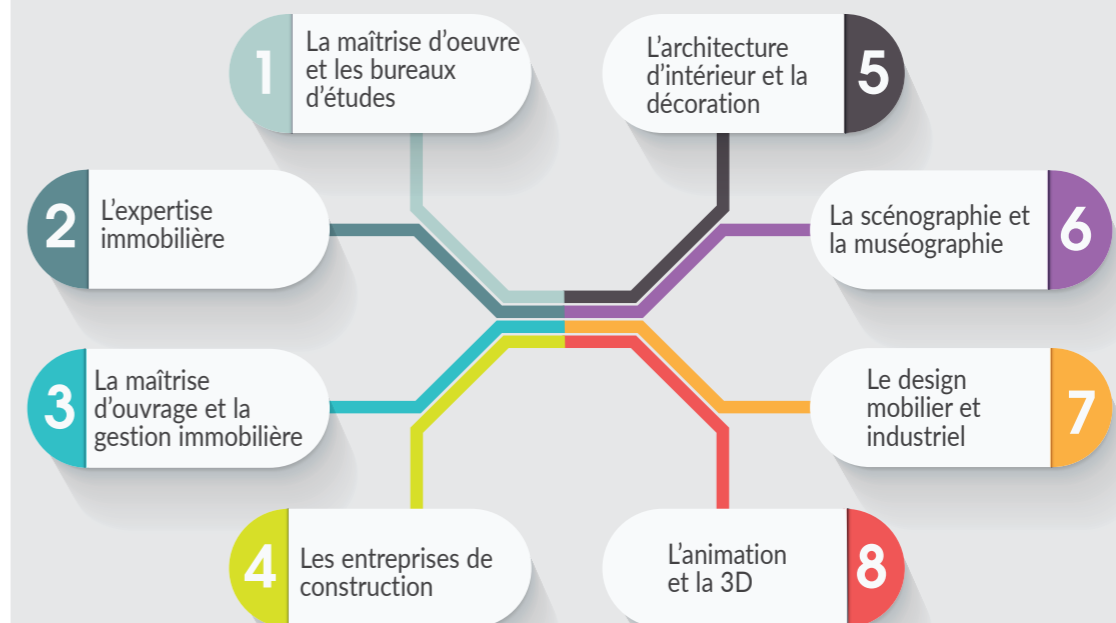 1
La maîtrise d'oeuvre
et les bureaux
d'études
2
L'expertise
immobilière
3
La maîtrise
d'ouvrage et la
gestion immobilière
4
Les entreprises de
construction
5
L'architecture
d'intérieur et la
décoration
6
La scénographie et
la muséographie
7
Le design
mobilier et
industriel
8
L'animation
et la 3D